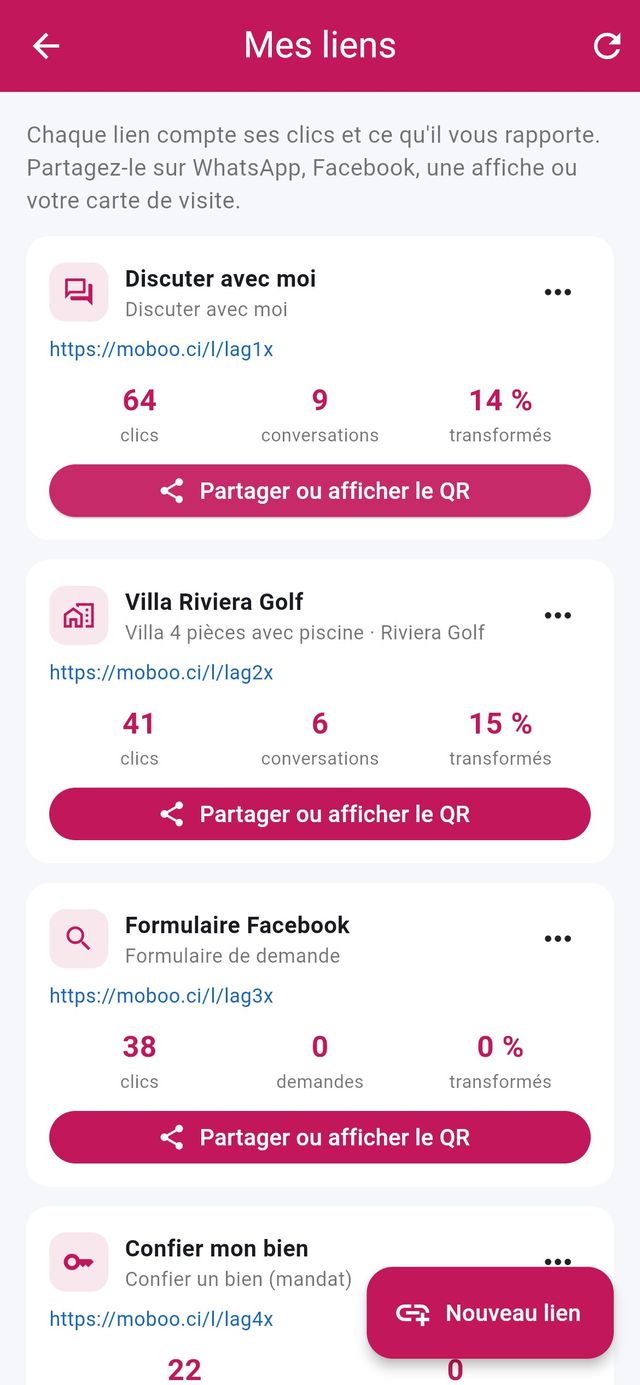 Mes liens
Chaque lien compte ses clics et ce qu'il vous rapporte.
Partagez-le sur WhatsApp, Facebook, une affiche ou
votre carte de visite.
Discuter avec moi
Discuter avec moi
https://moboo.ci/l/lag1x
64 9 14 %
clics conversations transformés
Partager ou afficher le QR
Villa Riviera Golf
Villa 4 pièces avec piscine · Riviera Golf
https://moboo.ci/l/lag2x
41 6 15 %
clics conversations transformés
Partager ou afficher le QR
Formulaire Facebook
Formulaire de demande
https://moboo.ci/l/lag3x
38 0 0 %
clics demandes transformés
Partager ou afficher le QR
Confier mon bien
Confier un bien (mandat)
https://moboo.ci/l/lag4x
Nouveau lien
22 0